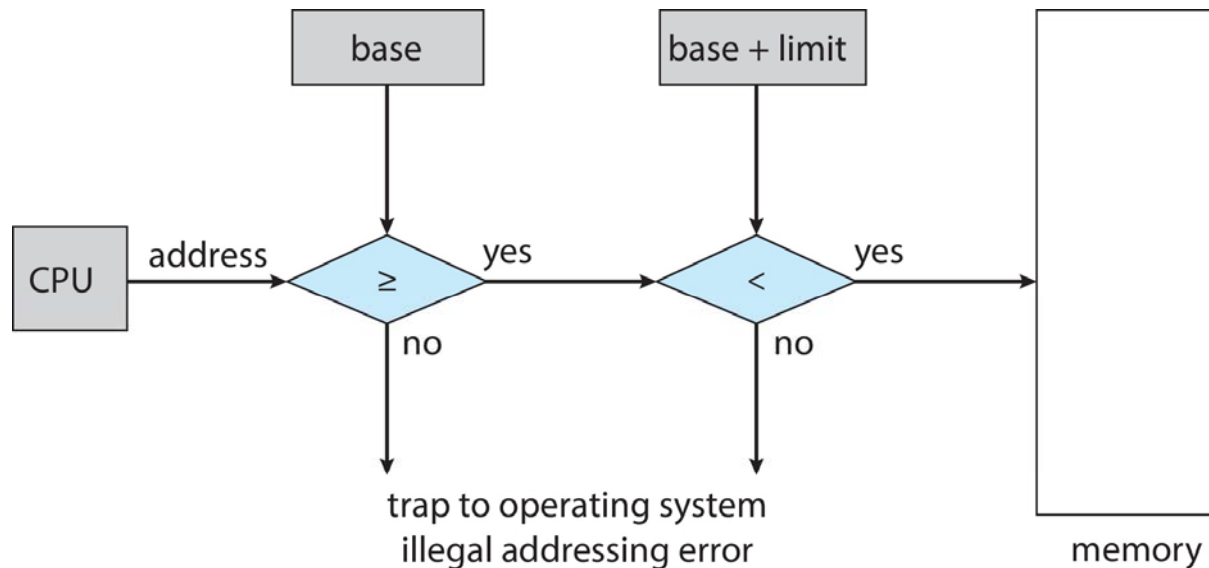 base
base + limit
CPU
address
≥
yes
<
yes
no
no
trap to operating system
illegal addressing error
memory